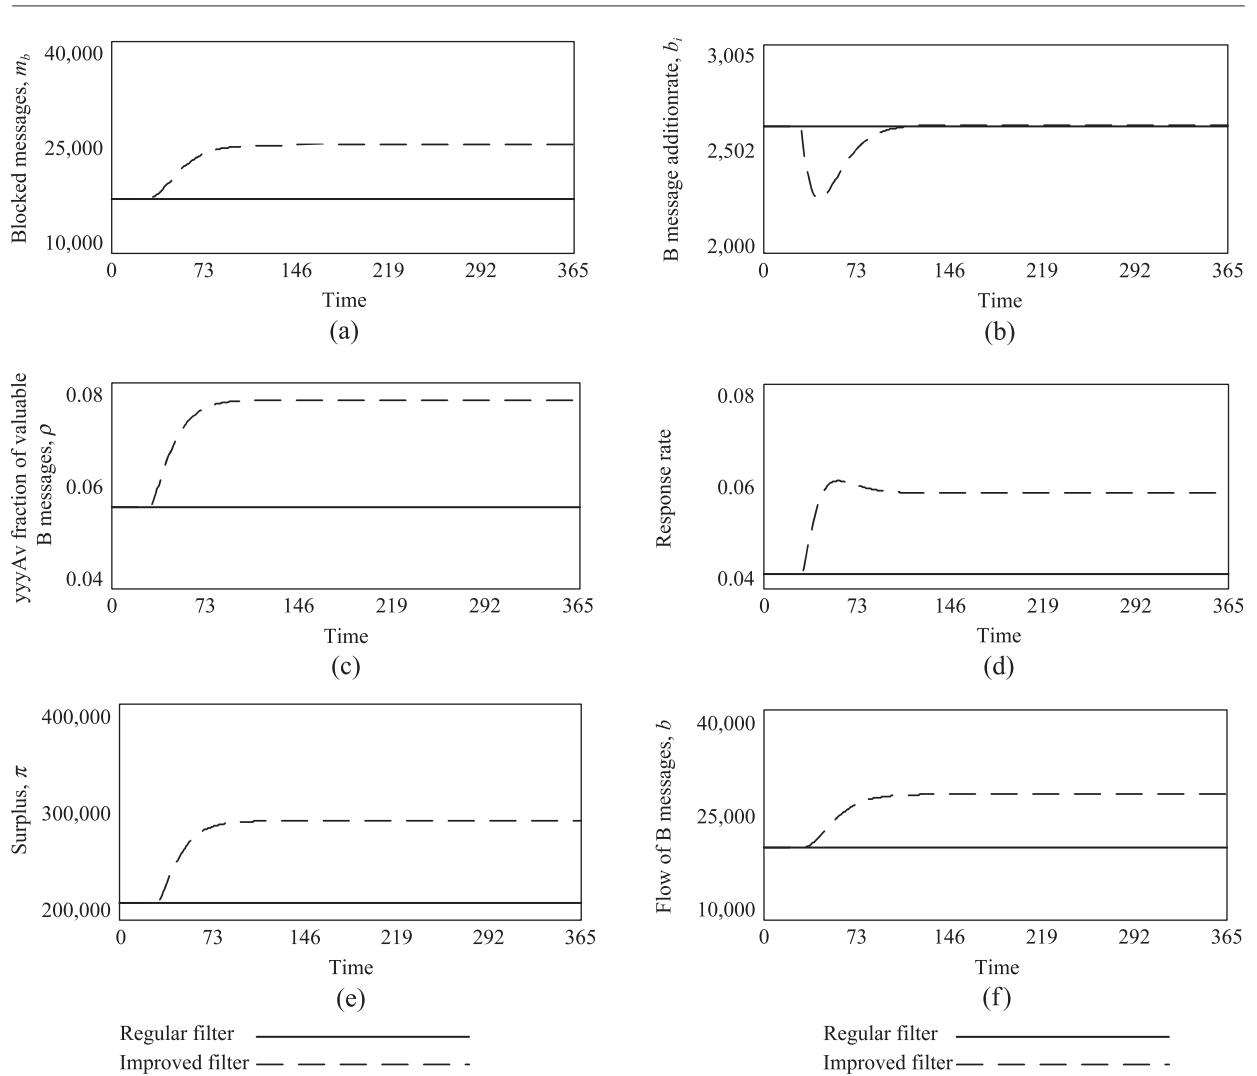 Blocked messages, m_b
40,000
25,000
10,000
0 73 146 219 292 365
Time
(a)
B message additionrate, b_i
3,005
2,502
2,000
0 73 146 219 292 365
Time
(b)
yyyAv fraction of valuable
B messages, ρ
0.08
0.06
0.04
0 73 146 219 292 365
Time
(c)
Response rate
0.08
0.06
0.04
0 73 146 219 292 365
Time
(d)
Surplus, π
400,000
300,000
200,000
0 73 146 219 292 365
Time
(e)
Flow of B messages, b
40,000
25,000
10,000
0 73 146 219 292 365
Time
(f)
Regular filter
Improved filter
Regular filter
Improved filter